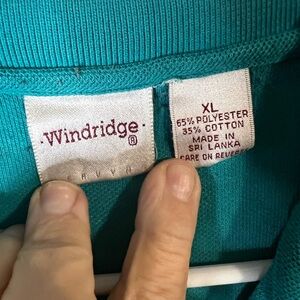 Windridge®
XL
65% POLYESTER
35% COTTON
MADE IN
SRI LANKA
CARE ON REVERSE